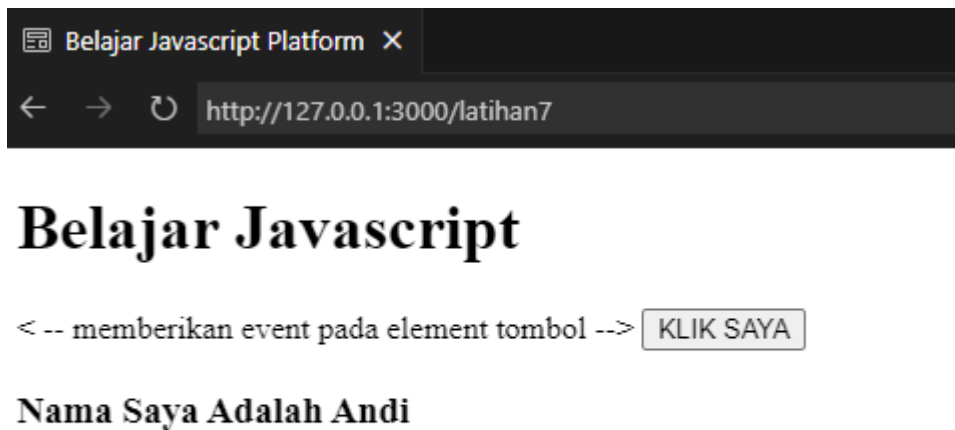 Belajar Javascript Platform
http://127.0.0.1:3000/latihan7
Belajar Javascript
< -- memberikan event pada element tombol --> KLIK SAYA
Nama Saya Adalah Andi